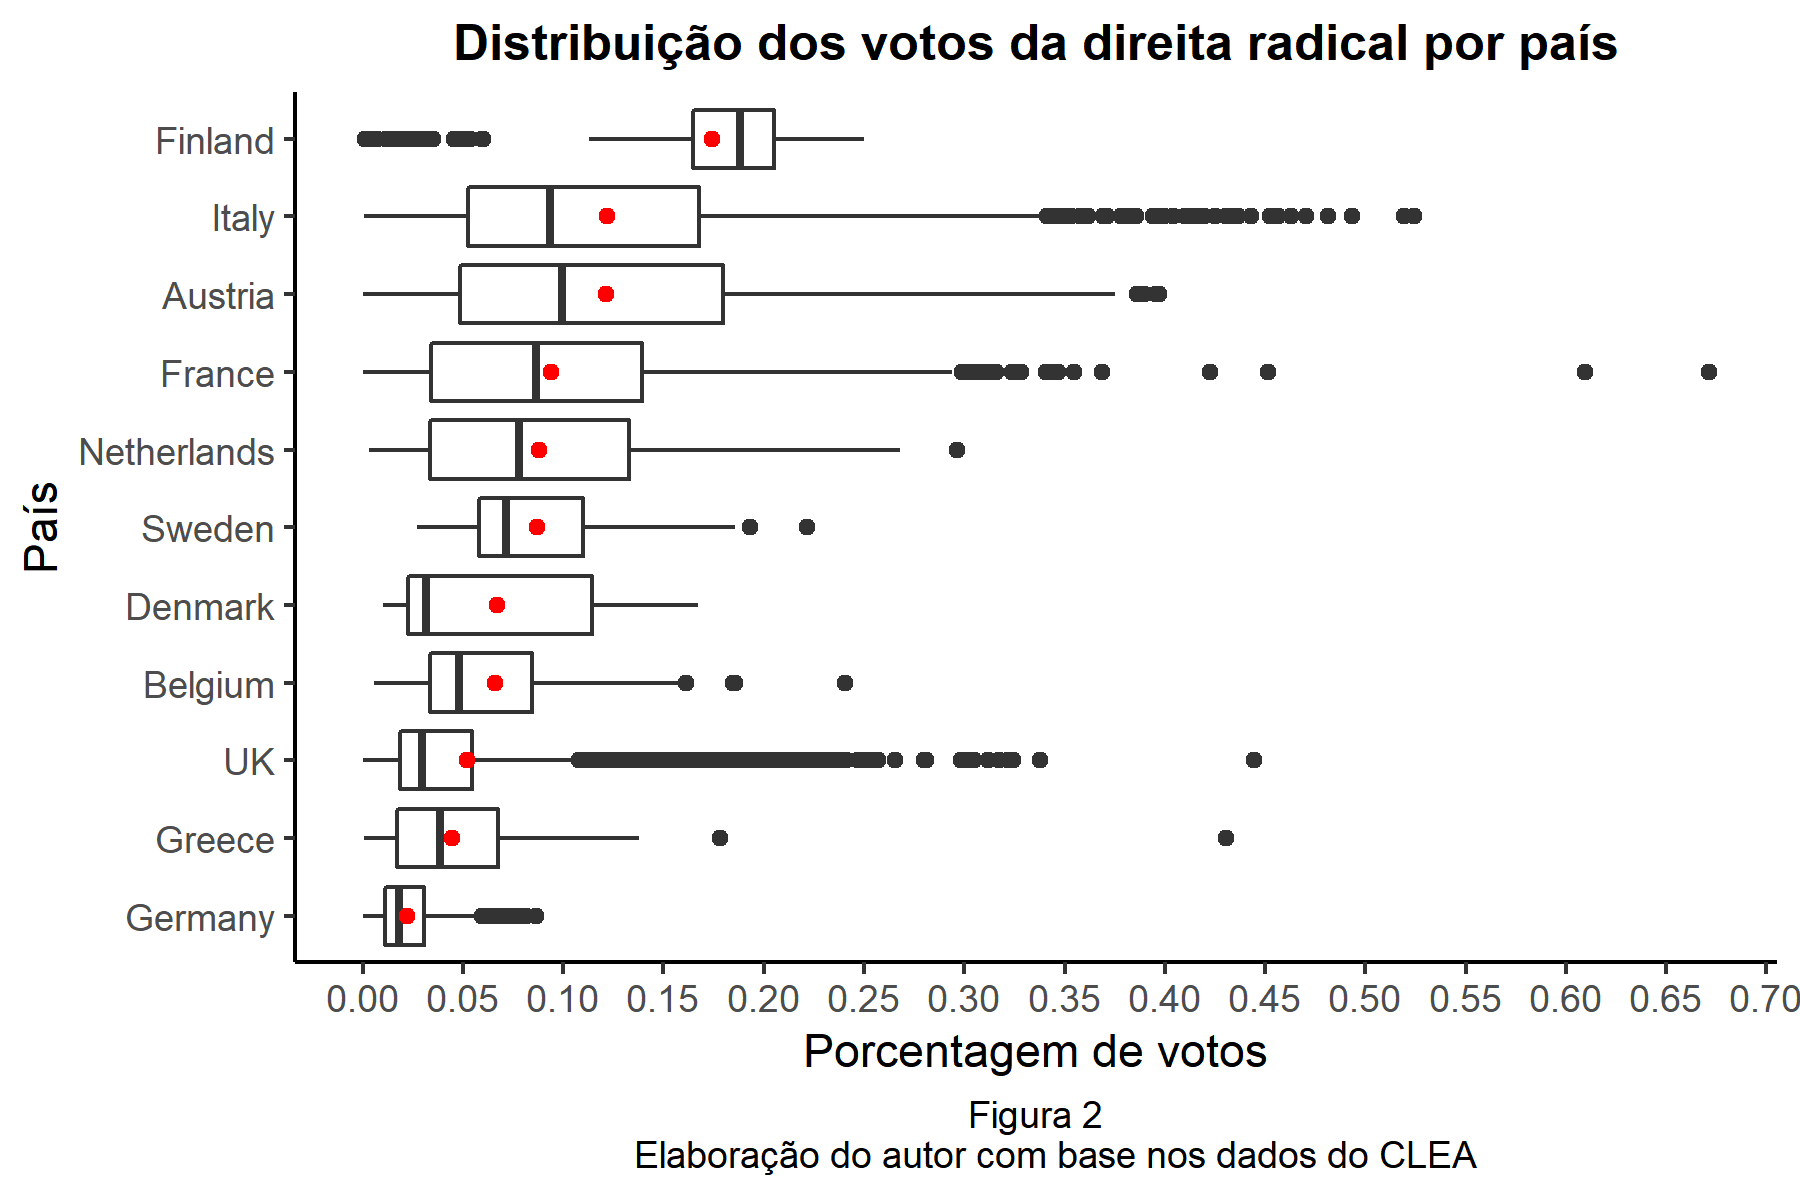 Distribuição dos votos da direita radical por país
País
Finland
Italy
Austria
France
Netherlands
Sweden
Denmark
Belgium
UK
Greece
Germany
0.00 0.05 0.10 0.15 0.20 0.25 0.30 0.35 0.40 0.45 0.50 0.55 0.60 0.65 0.70
Porcentagem de votos
Figura 2
Elaboração do autor com base nos dados do CLEA